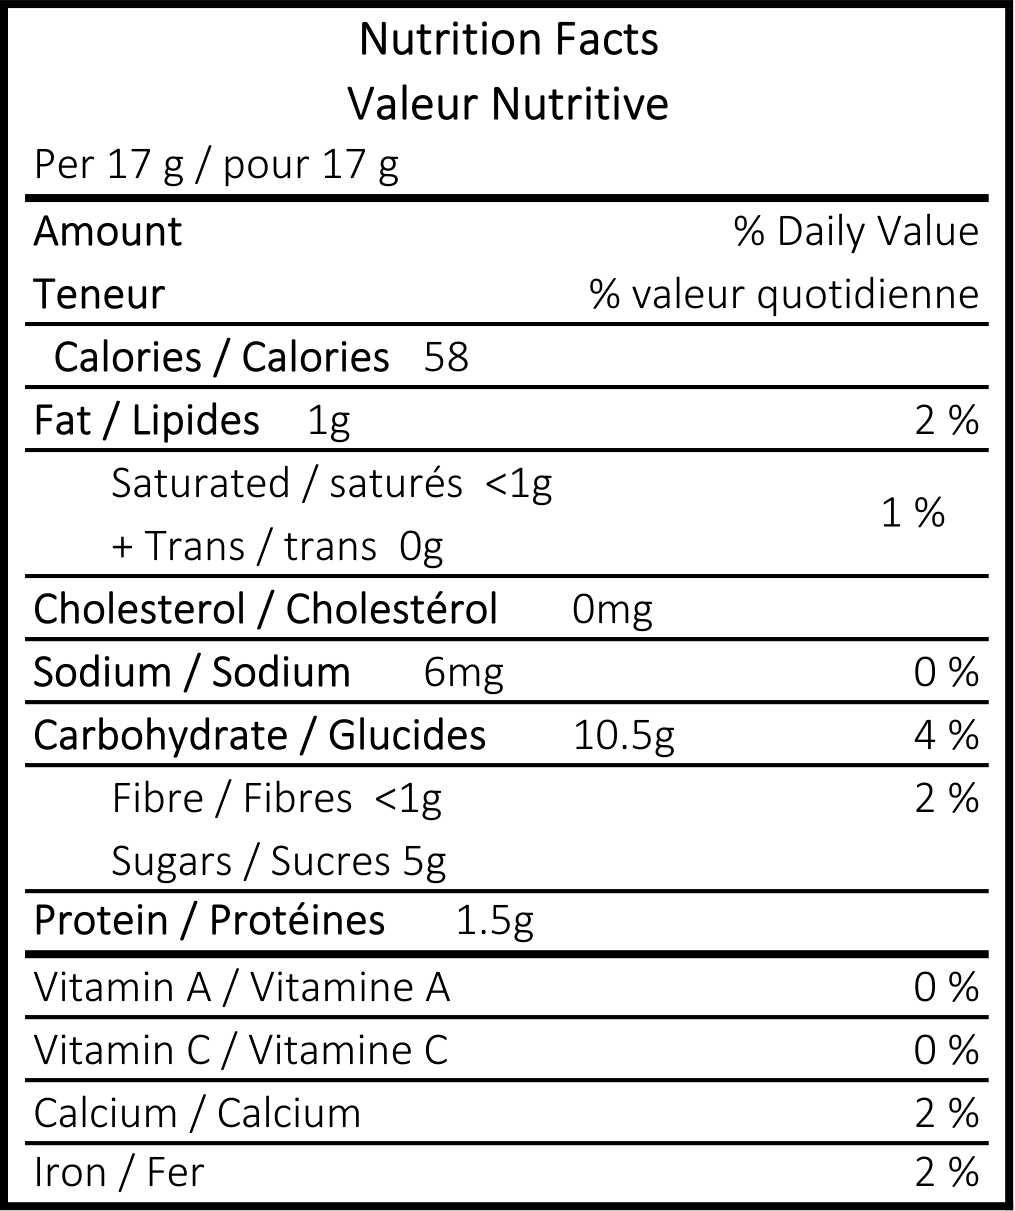 Nutrition Facts
Valeur Nutritive
Per 17 g / pour 17 g
Amount % Daily Value
Teneur % valeur quotidienne
Calories / Calories 58
Fat / Lipides 1g 2 %
Saturated / saturés <1g
1 %
+ Trans / trans 0g
Cholesterol / Cholestérol 0mg
Sodium / Sodium 6mg 0 %
Carbohydrate / Glucides 10.5g 4 %
Fibre / Fibres <1g 2 %
Sugars / Sucres 5g
Protein / Protéines 1.5g
Vitamin A / Vitamine A 0 %
Vitamin C / Vitamine C 0 %
Calcium / Calcium 2 %
Iron / Fer 2 %